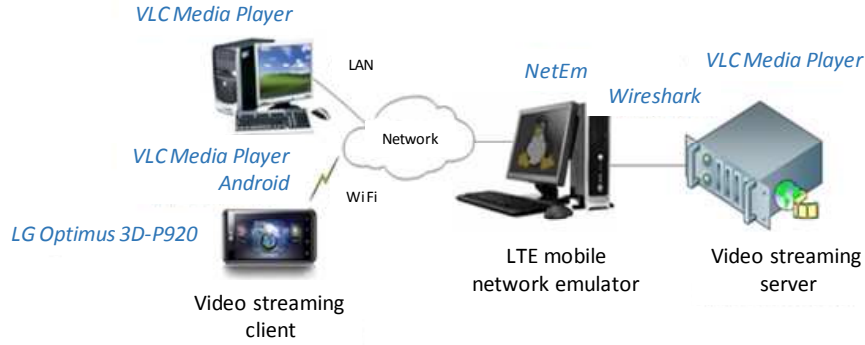 VLC Media Player
LAN
NetEm
VLC Media Player
Wireshark
Network
VLC Media Player
Android
WiFi
LG Optimus 3D-P920
LTE mobile
network emulator
Video streaming
server
Video streaming
client